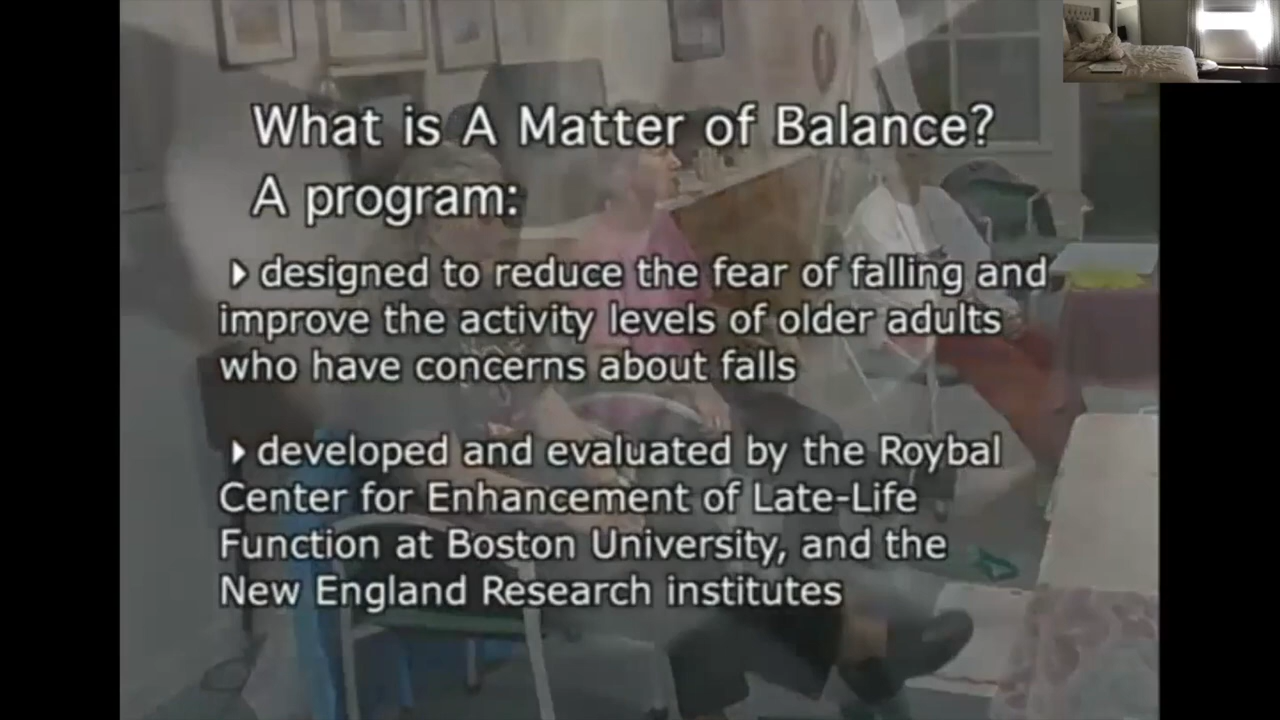 What is A Matter of Balance?
A program:
designed to reduce the fear of falling and
improve the activity levels of older adults
who have concerns about falls
developed and evaluated by the Roybal
Center for Enhancement of Late-Life
Function at Boston University, and the
New England Research institutes